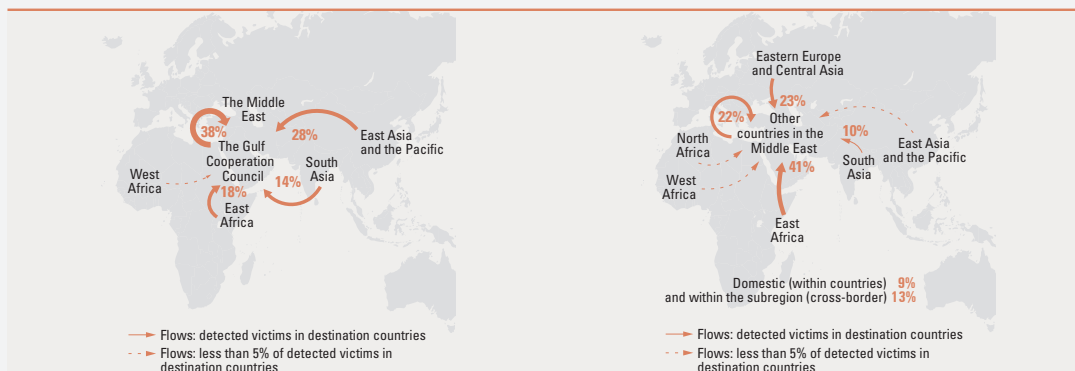 The Middle
East
38%
28%
The Gulf
Cooperation
Council
East Asia
and the Pacific
South
Asia
14%
West
Africa
18%
East
Africa
Flows: detected victims in destination countries
Flows: less than 5% of detected victims in
destination countries
Eastern Europe
and Central Asia
23%
22%
Other
countries in the
Middle East
10%
North
Africa
East Asia
and the Pacific
South
Asia
41%
West
Africa
East
Africa
Domestic (within countries) 9%
and within the subregion (cross-border) 13%
Flows: detected victims in destination countries
Flows: less than 5% of detected victims in
destination countries